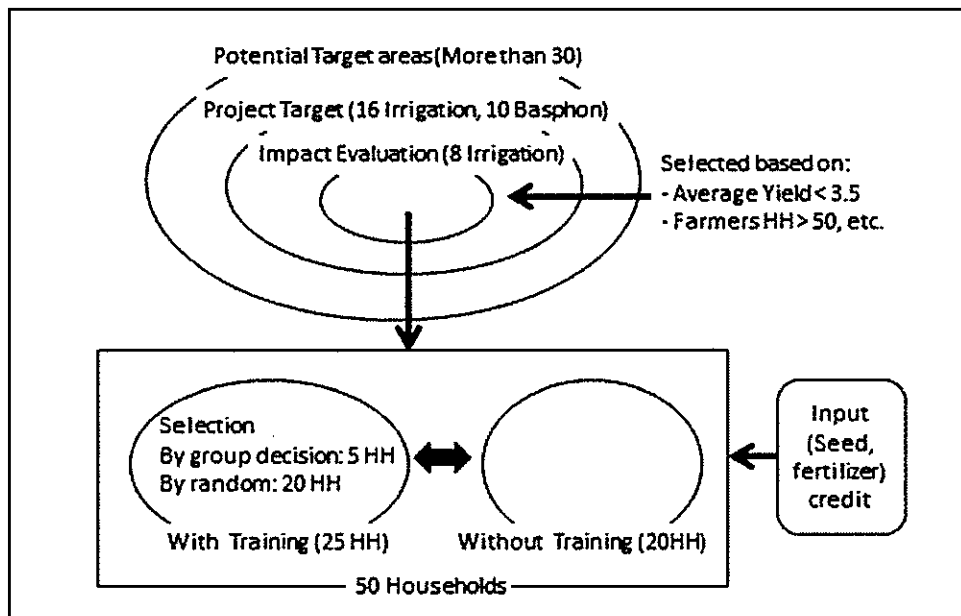 Potential Target areas (More than 30)
Project Target (16 Irrigation, 10 Basphon)
Impact Evaluation (8 Irrigation)
Selected based on:
- Average Yield < 3.5
- Farmers HH > 50, etc.
Selection
By group decision: 5 HH
By random: 20 HH
With Training (25 HH)
Without Training (20HH)
50 Households
Input
(Seed,
fertilizer)
credit